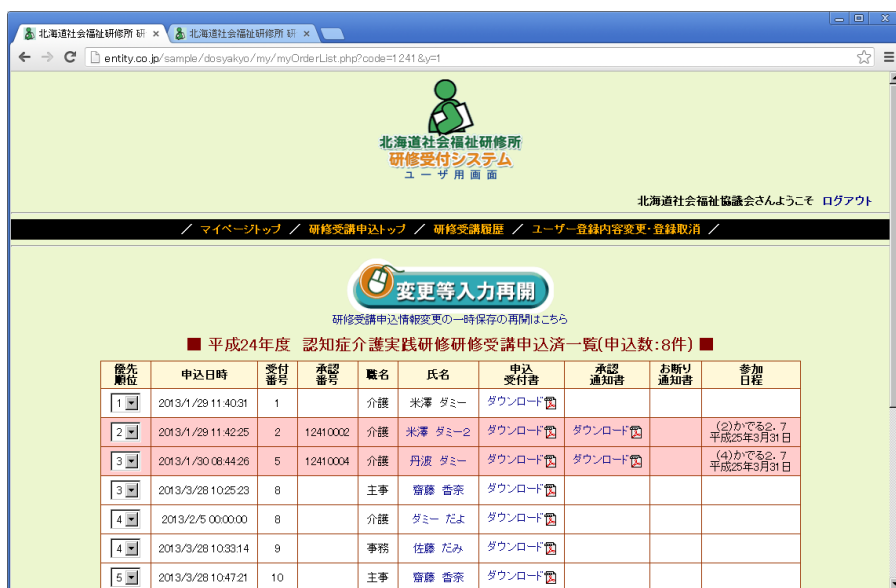 北海道社会福祉研修所 研 × 北海道社会福祉研修所 研 ×
entity.co.jp/sample/dosyakyo/my/myOrderList.php?code=1241&y=1
北海道社会福祉研修所
研修受付システム
ユーザ用画面
北海道社会福祉協議会さんようこそ ログアウト
／ マイページトップ ／ 研修受講申込トップ ／ 研修受講履歴 ／ ユーザー登録内容変更・登録取消 ／
変更等入力再開
研修受講申込情報変更の一時保存の再開はこちら
■ 平成24年度 認知症介護実践研修研修受講申込済一覧(申込数:8件) ■
優先順位 申込日時 受付番号 承認番号 職名 氏名 申込受付書 承認通知書 お断り通知書 参加日程
1 2013/1/29 11:40:31 1 介護 米澤 ダミー ダウンロード
2 2013/1/29 11:42:25 2 12410002 介護 米澤 ダミー2 ダウンロード ダウンロード (2)かでる2.7 平成25年3月31日
3 2013/1/30 08:44:26 5 12410004 介護 丹波 ダミー ダウンロード ダウンロード (4)かでる2.7 平成25年3月31日
3 2013/3/28 10:25:23 8 主事 齋藤 香奈 ダウンロード
4 2013/2/5 00:00:00 8 介護 ダミー だよ ダウンロード
4 2013/3/28 10:33:14 9 事務 佐藤 だみ ダウンロード
5 2013/3/28 10:47:21 10 主事 齋藤 香奈 ダウンロード